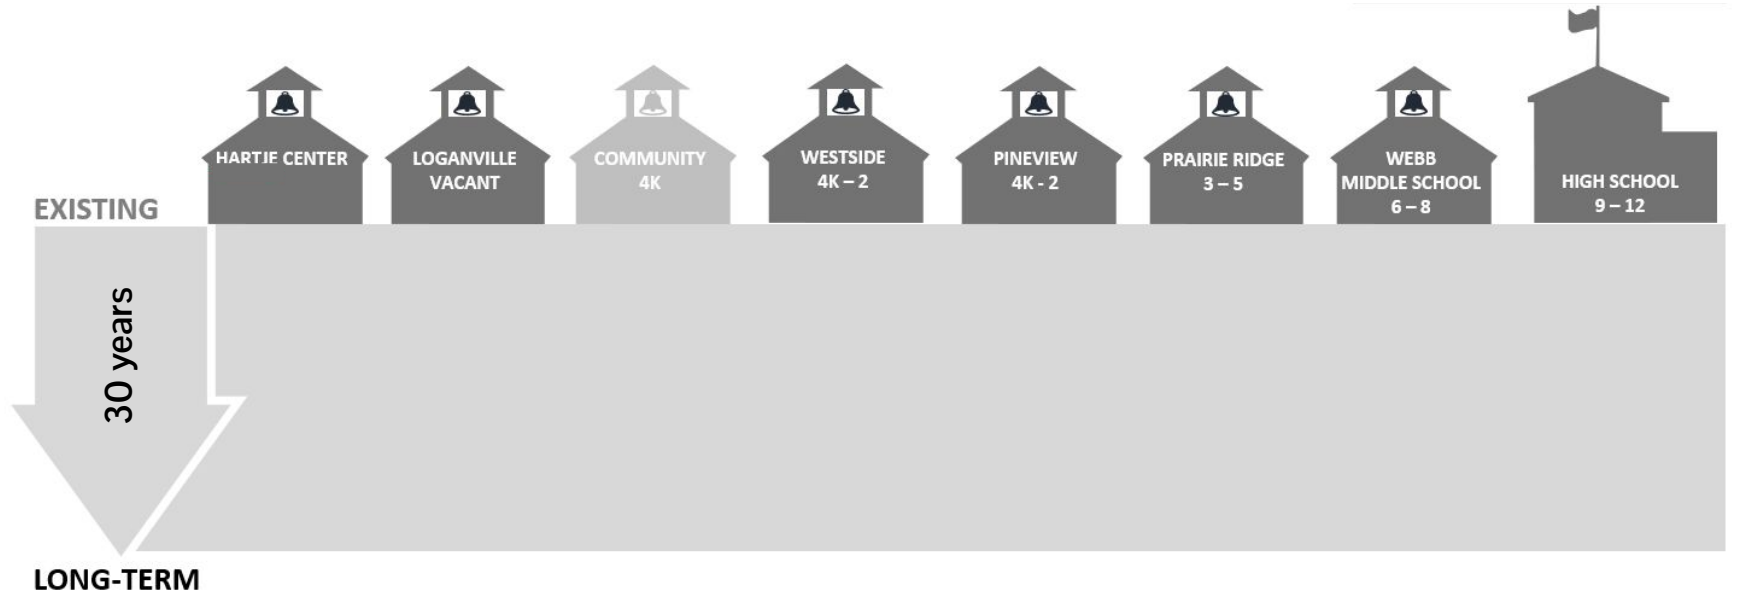 HARTJE CENTER
LOGANVILLE
VACANT
COMMUNITY
4K
WESTSIDE
4K – 2
PINEVIEW
4K - 2
PRAIRIE RIDGE
3 – 5
WEBB
MIDDLE SCHOOL
6 – 8
HIGH SCHOOL
9 – 12
EXISTING
30 years
LONG-TERM